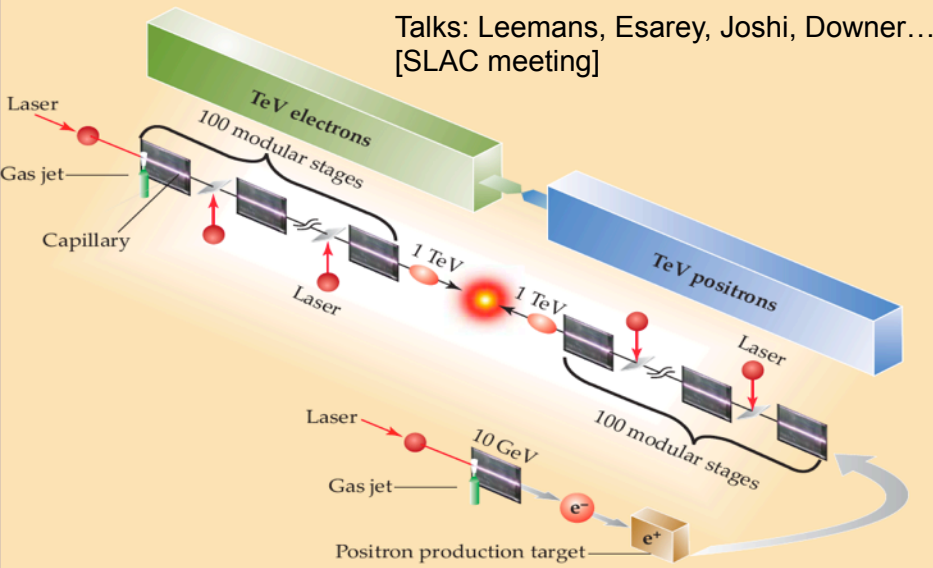 Talks: Leemans, Esarey, Joshi, Downer…
[SLAC meeting]
TeV electrons
100 modular stages
Laser
Gas jet
Capillary
Laser
1 TeV
1 TeV
TeV positrons
Laser
100 modular stages
Laser
10 GeV
Gas jet
e−
e+
Positron production target